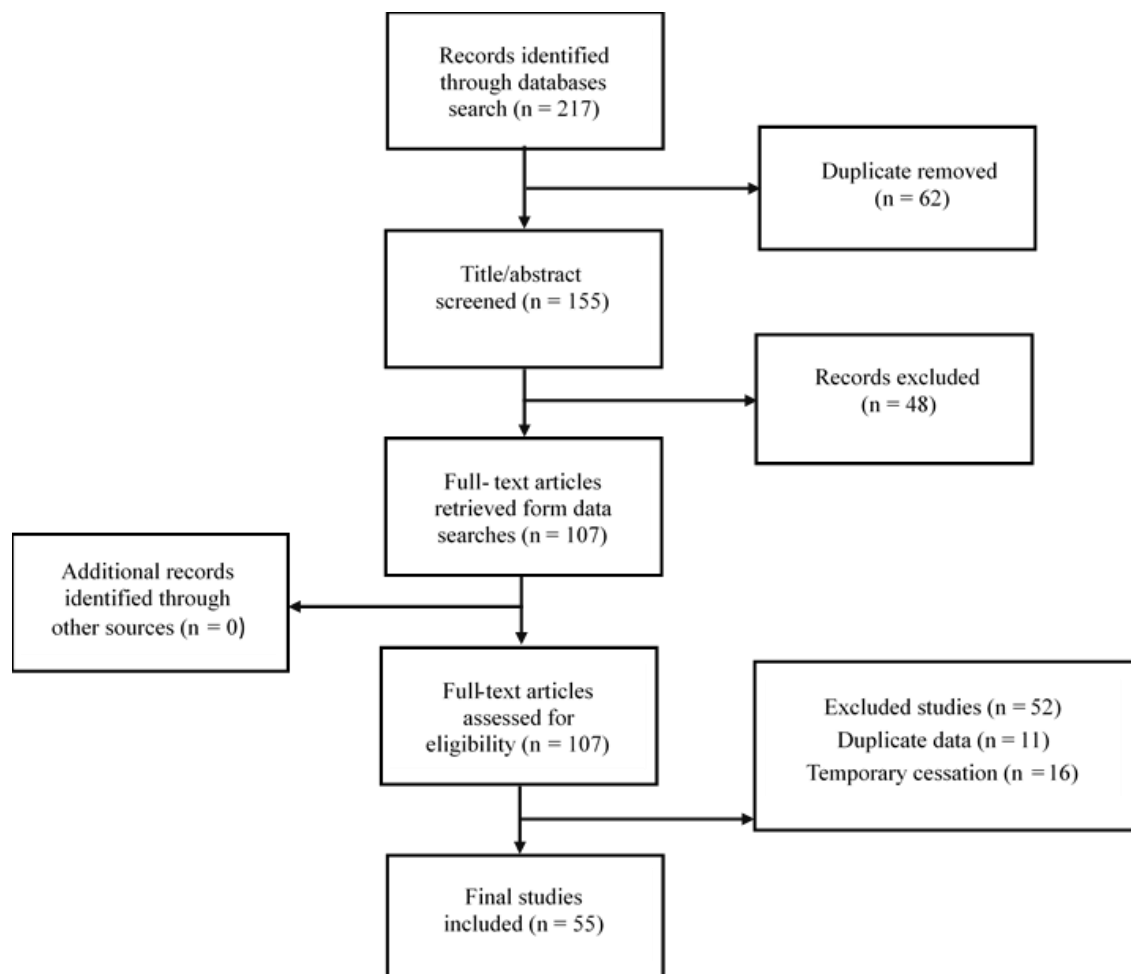 Records identified
through databases
search (n = 217)
Duplicate removed
(n = 62)
Title/abstract
screened (n = 155)
Records excluded
(n = 48)
Full- text articles
retrieved form data
searches (n = 107)
Additional records
identified through
other sources (n = 0)
Full-text articles
assessed for
eligibility (n = 107)
Excluded studies (n = 52)
Duplicate data (n = 11)
Temporary cessation (n = 16)
Final studies
included (n = 55)